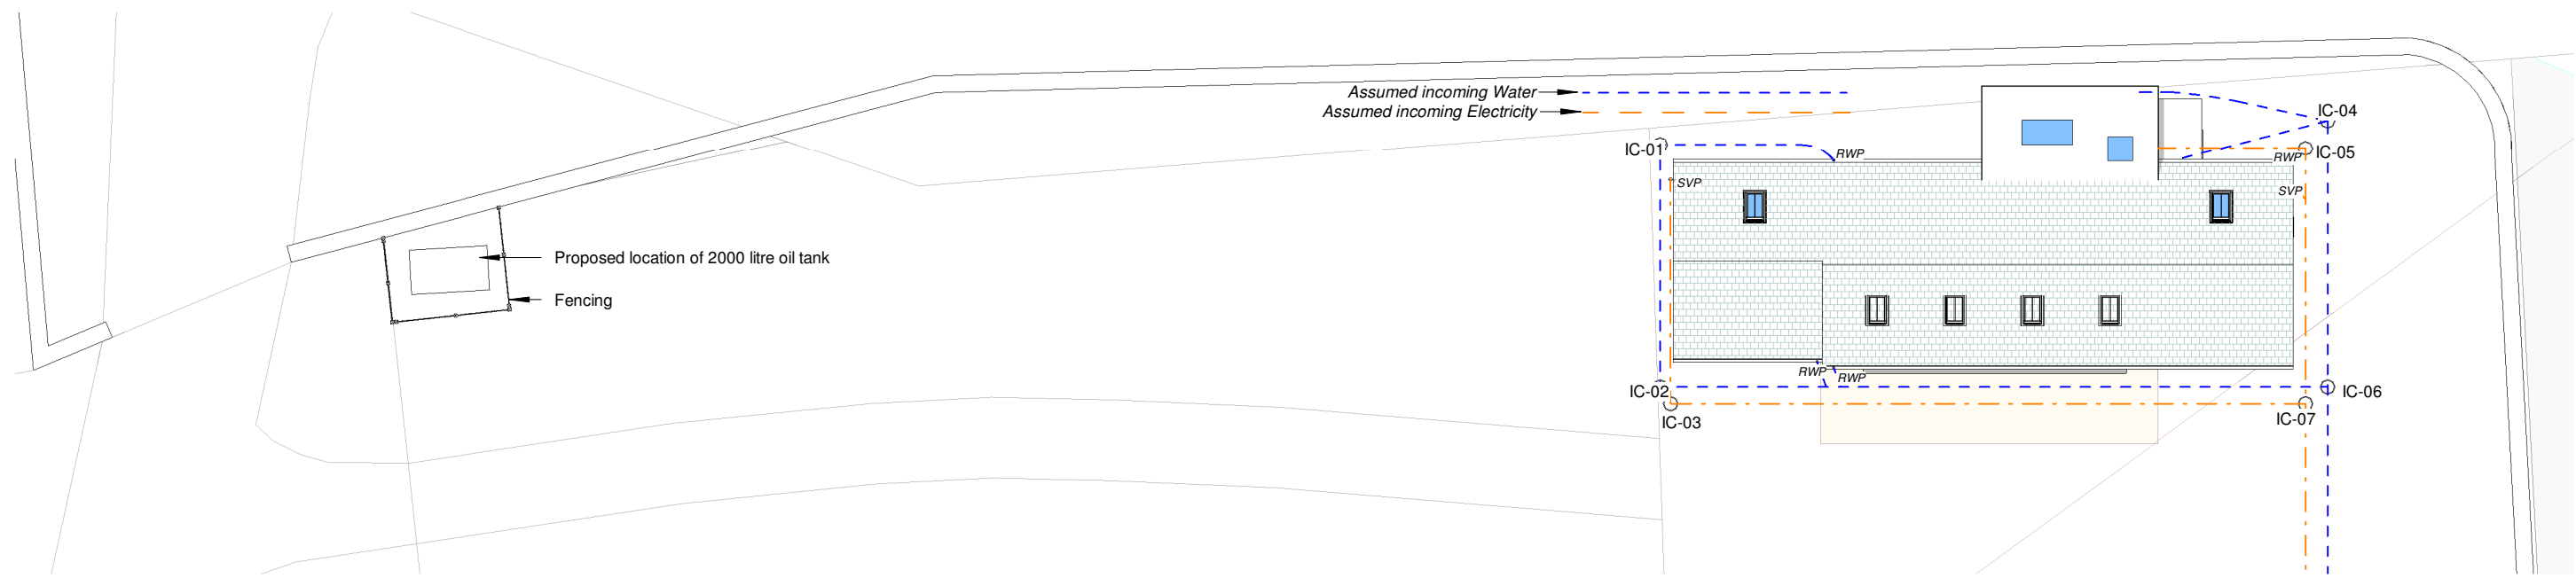 Assumed incoming Water
Assumed incoming Electricity
IC-04
IC-01
RWP
RWP
IC-05
SVP
SVP
Proposed location of 2000 litre oil tank
Fencing
RWP
RWP
IC-02
IC-06
IC-03
IC-07